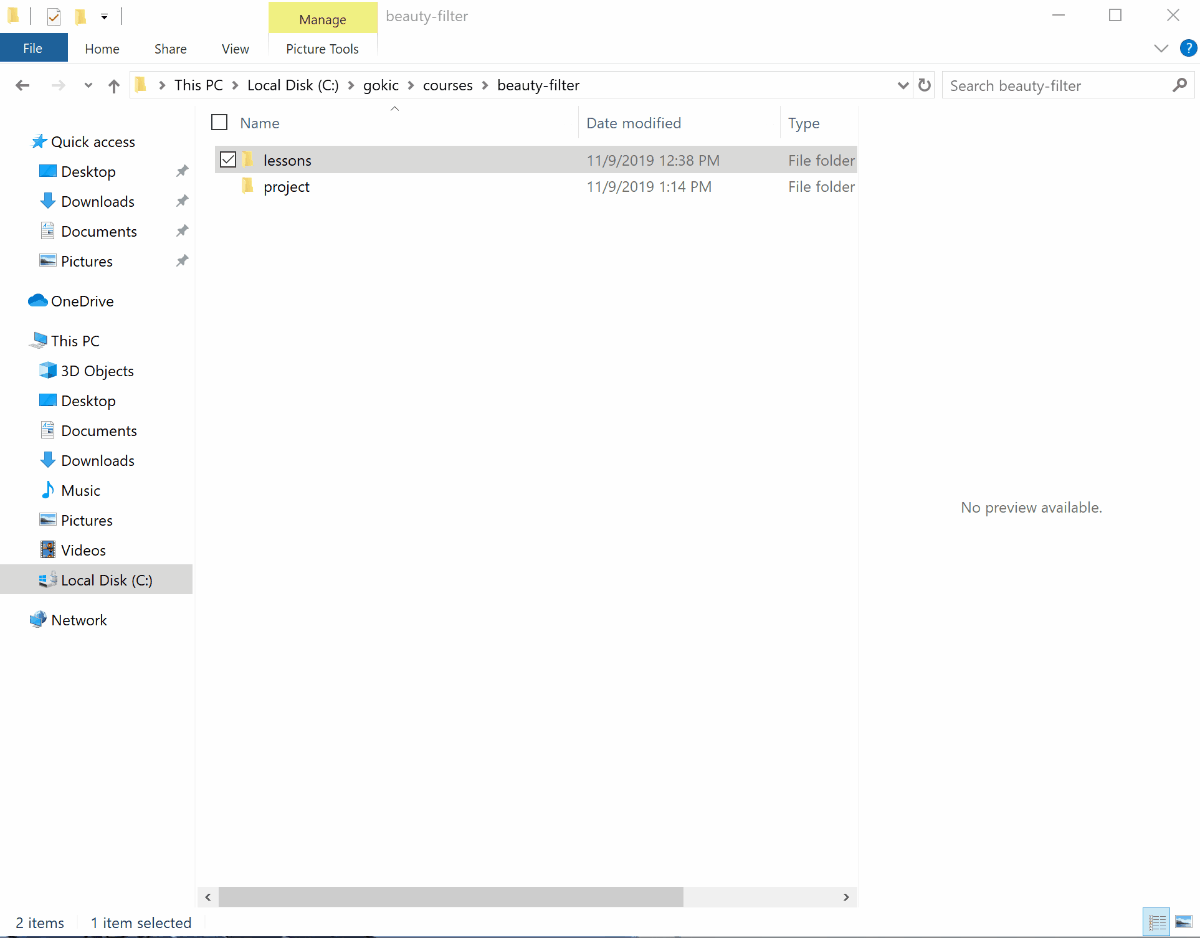 Manage
beauty-filter
File
Home
Share
View
Picture Tools
?
This PC
Local Disk (C:)
gokic
courses
beauty-filter
Search beauty-filter
Name
Date modified
Type
Quick access
Desktop
Downloads
Documents
Pictures
OneDrive
This PC
3D Objects
Desktop
Documents
Downloads
Music
Pictures
Videos
Local Disk (C:)
Network
lessons 11/9/2019 12:38 PM File folder
project 11/9/2019 1:14 PM File folder
No preview available.
2 items
1 item selected